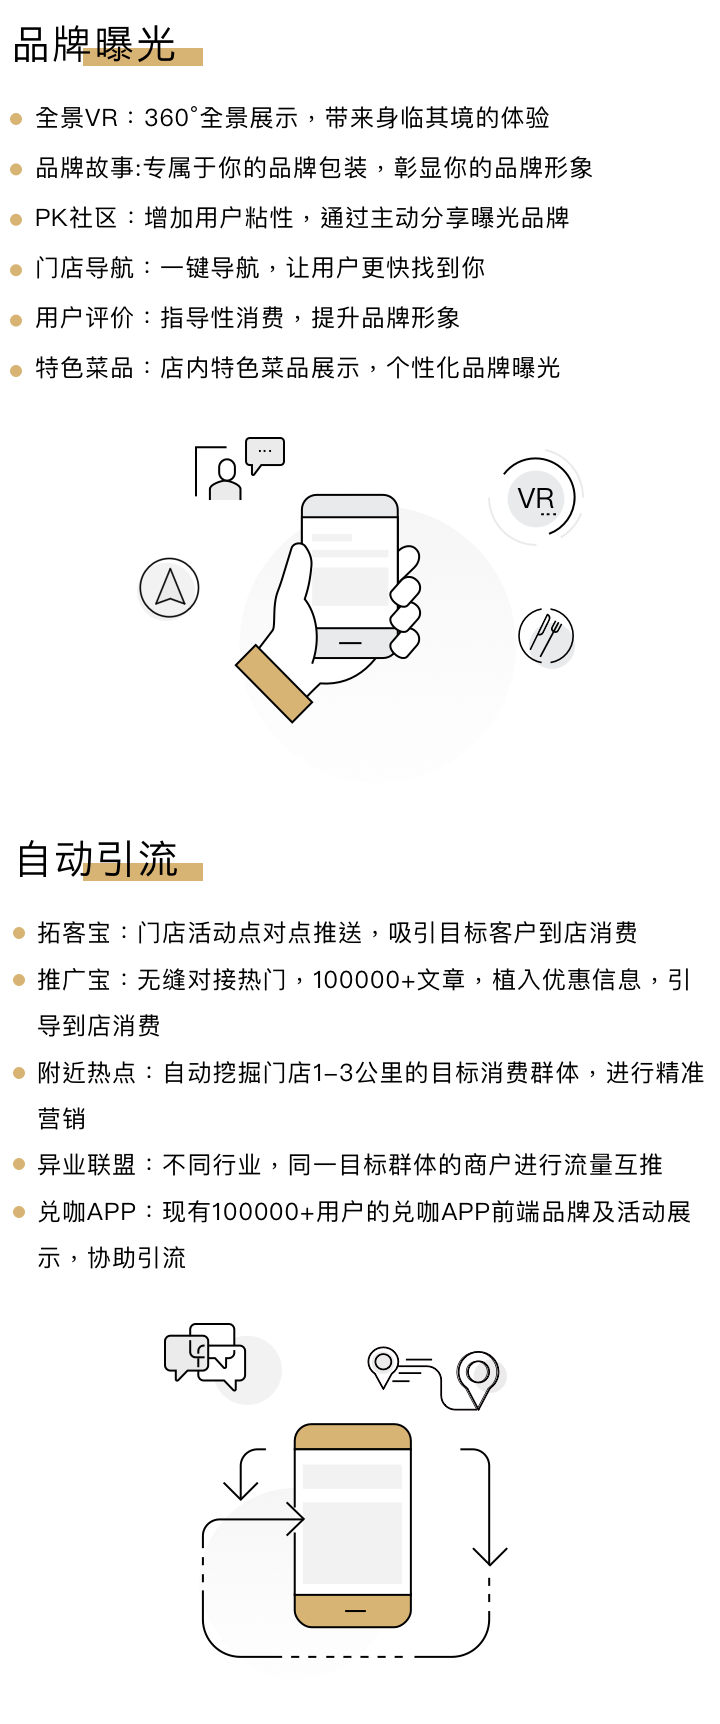 品牌曝光
全景VR：360°全景展示，带来身临其境的体验
品牌故事:专属于你的品牌包装，彰显你的品牌形象
PK社区：增加用户粘性，通过主动分享曝光品牌
门店导航：一键导航，让用户更快找到你
用户评价：指导性消费，提升品牌形象
特色菜品：店内特色菜品展示，个性化品牌曝光
VR
自动引流
拓客宝：门店活动点对点推送，吸引目标客户到店消费
推广宝：无缝对接热门，100000+文章，植入优惠信息，引
导到店消费
附近热点：自动挖掘门店1-3公里的目标消费群体，进行精准
营销
异业联盟：不同行业，同一目标群体的商户进行流量互推
兑咖APP：现有100000+用户的兑咖APP前端品牌及活动展
示，协助引流